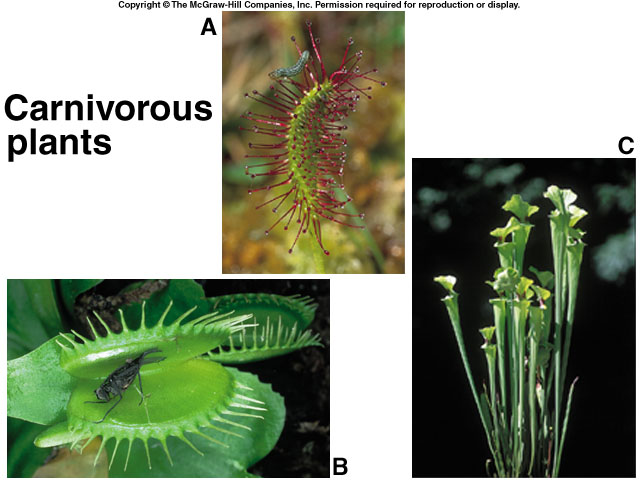 Copyright © The McGraw-Hill Companies, Inc. Permission required for reproduction or display.
A
Carnivorous
plants
C
B